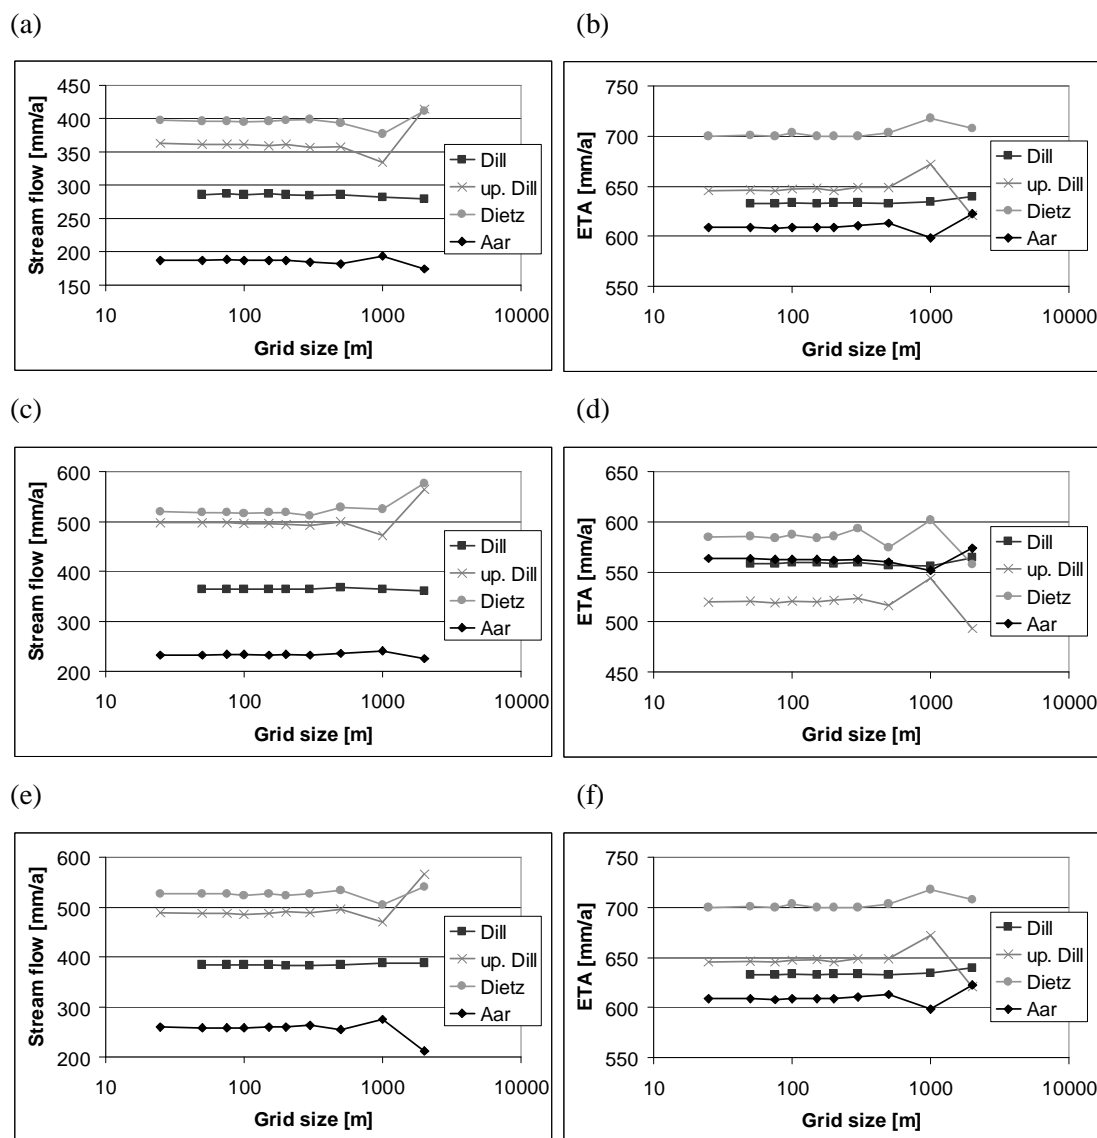 (a)
450
400
350
300
250
200
150
Stream flow [mm/a]
10 100 1000 10000
Grid size [m]
Dill
up. Dill
Dietz
Aar
(b)
750
700
650
600
550
ETA [mm/a]
10 100 1000 10000
Grid size [m]
Dill
up. Dill
Dietz
Aar
(c)
600
500
400
300
200
Stream flow [mm/a]
10 100 1000 10000
Grid size [m]
Dill
up. Dill
Dietz
Aar
(d)
650
600
550
500
450
ETA [mm/a]
10 100 1000 10000
Grid size [m]
Dill
up. Dill
Dietz
Aar
(e)
600
500
400
300
200
Stream flow [mm/a]
10 100 1000 10000
Grid size [m]
Dill
up. Dill
Dietz
Aar
(f)
750
700
650
600
550
ETA [mm/a]
10 100 1000 10000
Grid size [m]
Dill
up. Dill
Dietz
Aar